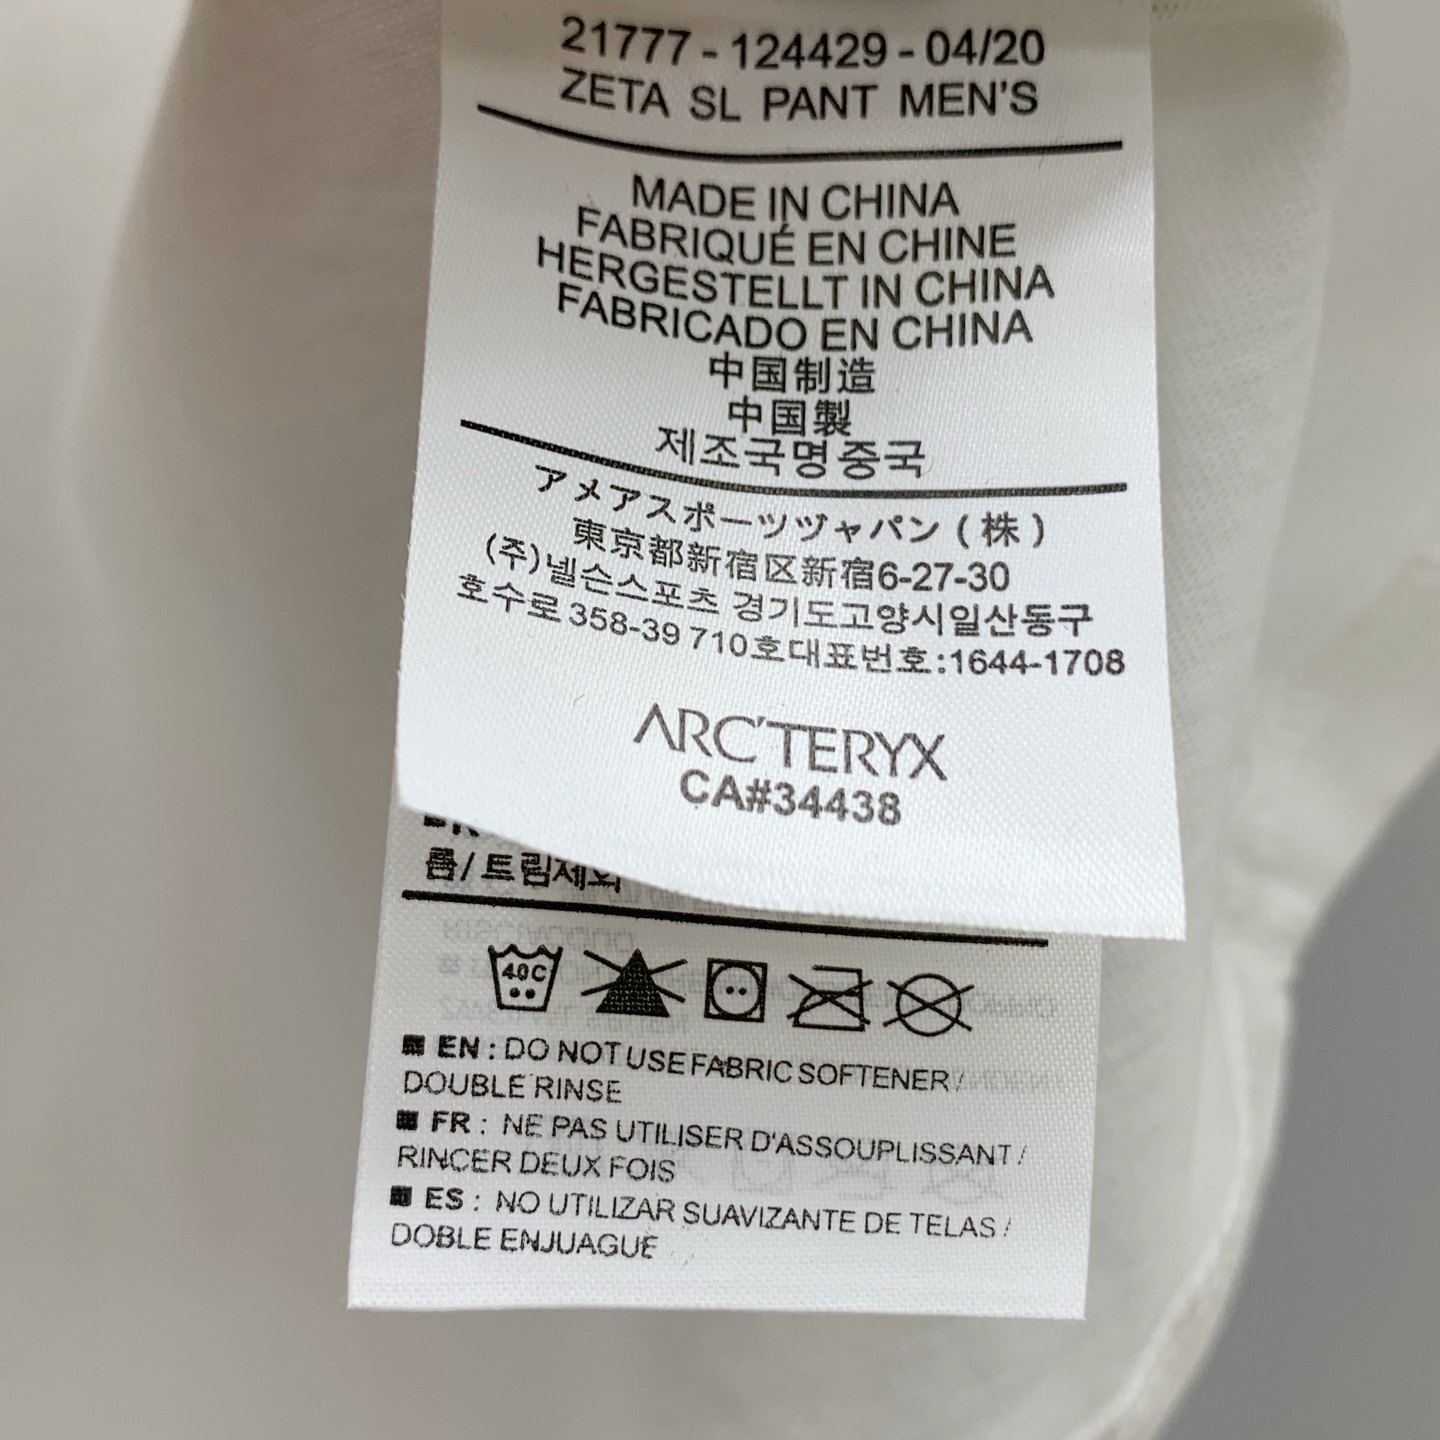 21777 - 124429 - 04/20
ZETA SL PANT MEN'S
MADE IN CHINA
FABRIQUÉ EN CHINE
HERGESTELLT IN CHINA
FABRICADO EN CHINA
中国制造
中国製
제조국명중국
アメアスポーツヅャパン(株)
東京都新宿区新宿6-27-30
(주)넬슨스포츠 경기도고양시일산동구
호수로 358-39 710호대표번호:1644-1708
ARC'TERYX
CA#34438
름/트림제외
40C
■ EN : DO NOT USE FABRIC SOFTENER /
DOUBLE RINSE
■ FR : NE PAS UTILISER D'ASSOUPLISSANT /
RINCER DEUX FOIS
■ ES : NO UTILIZAR SUAVIZANTE DE TELAS /
DOBLE ENJUAGUE